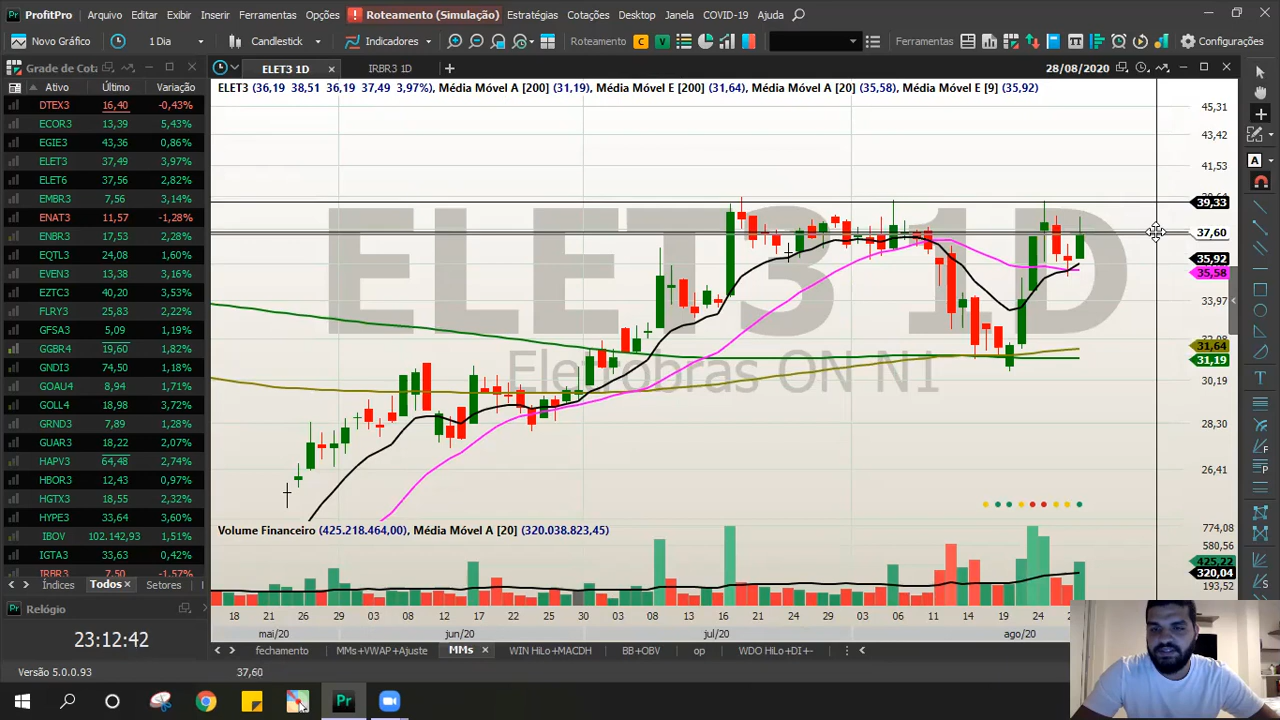 ProfitPro
Arquivo Editar Exibir Inserir Ferramentas Opções ! Roteamento (Simulação) Estratégias Cotações Desktop Janela COVID-19 Ajuda
Novo Gráfico 1 Dia Candlestick Indicadores Roteamento C V Ferramentas Configurações
Grade de Cota
ELET3 1D × IRBR3 1D +
28/08/2020
Ativo Último Variação
ELET3 (36,19 38,51 36,19 37,49 3,97%), Média Móvel A [200] (31,19), Média Móvel E [200] (31,64), Média Móvel A [20] (35,58), Média Móvel E [9] (35,92)
DTEX3 16,40 -0,43%
ECOR3 13,39 5,43%
EGIE3 43,36 0,86%
ELET3 37,49 3,97%
ELET6 37,56 2,82%
EMBR3 7,56 3,14%
ENAT3 11,57 -1,28%
ENBR3 17,53 2,28%
EQTL3 24,08 1,60%
EVEN3 13,38 3,16%
EZTC3 40,20 3,53%
FLRY3 25,83 2,22%
GFSA3 5,09 1,19%
GGBR4 19,60 1,82%
GNDI3 74,50 1,18%
GOAU4 8,94 1,71%
GOLL4 18,98 3,72%
GRND3 7,89 1,28%
GUAR3 18,22 2,07%
HAPV3 64,48 2,74%
HBOR3 12,43 0,97%
HGTX3 18,55 2,32%
HYPE3 33,64 3,60%
IBOV 102.142,93 1,51%
IGTA3 33,63 0,42%
IRBR3 7,50 -1,57%
ELET3 1D
Eletrobras ON N1
45,31
43,42
41,53
39,33
37,60
35,92
35,58
33,97
31,64
31,19
30,19
28,30
26,41
Volume Financeiro (425.218.464,00), Média Móvel A [20] (320.038.823,45)
774,08
580,56
425,22
320,04
193,52
18 21 26 29 03 08 12 17 22 25 30 03 08 13 16 21 24 29 03 06 11 14 19 24
mai/20 jun/20 jul/20 ago/20
Índices Todos Setores
fechamento MMs+VWAP+Ajuste MMs × WIN HiLo+MACDH BB+OBV op WDO HiLo+DI+-
Relógio
23:12:42
Versão 5.0.0.93 37,60
Pr